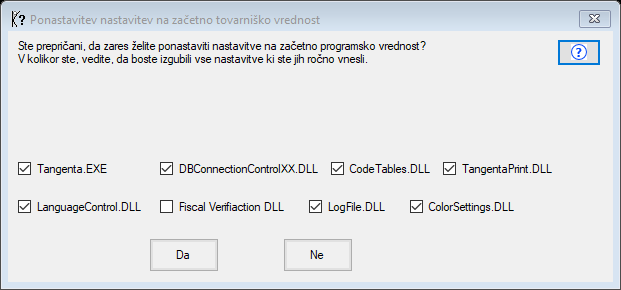 Ponastavitev nastavitev na začetno tovarniško vrednost
Ste prepričani, da zares želite ponastaviti nastavitve na začetno programsko vrednost?
V kolikor ste, vedite, da boste izgubili vse nastavitve ki ste jih ročno vnesli.
?
Tangenta.EXE DBConnectionControlXX.DLL CodeTables.DLL TangentaPrint.DLL
LanguageControl.DLL Fiscal Verifiaction DLL LogFile.DLL ColorSettings.DLL
Da Ne